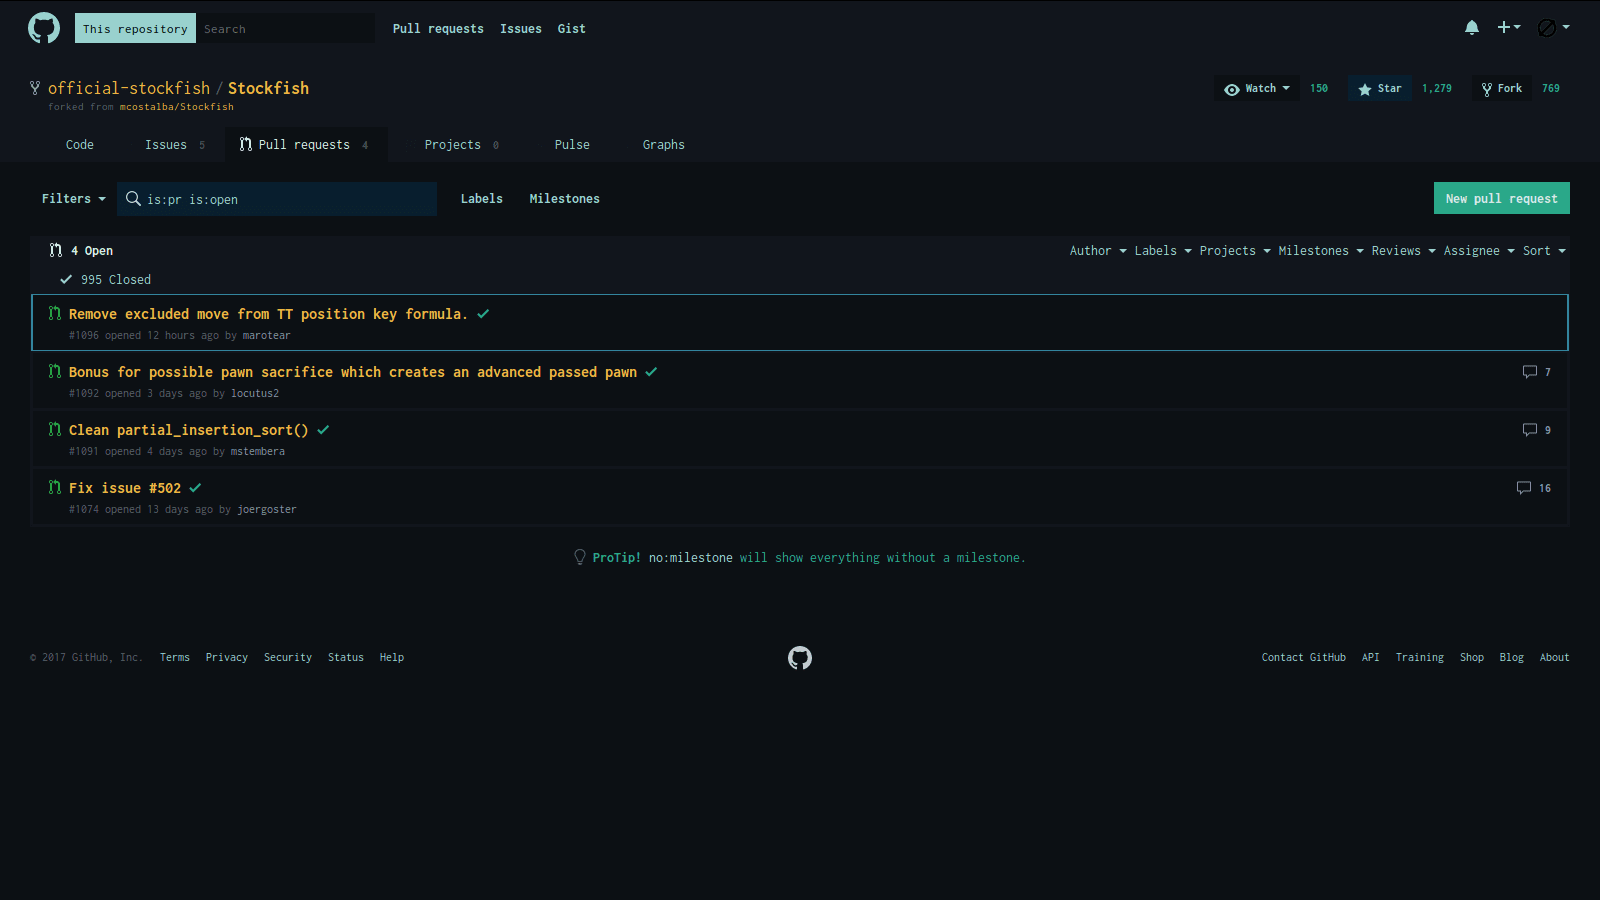 This repository Search Pull requests Issues Gist
official-stockfish / Stockfish Watch 150 Star 1,279 Fork 769
forked from mcostalba/Stockfish
Code Issues 5 Pull requests 4 Projects 0 Pulse Graphs
Filters is:pr is:open Labels Milestones New pull request
4 Open Author Labels Projects Milestones Reviews Assignee Sort
995 Closed
Remove excluded move from TT position key formula.
#1096 opened 12 hours ago by marotear
Bonus for possible pawn sacrifice which creates an advanced passed pawn 7
#1092 opened 3 days ago by locutus2
Clean partial_insertion_sort() 9
#1091 opened 4 days ago by mstembera
Fix issue #502 16
#1074 opened 13 days ago by joergoster
ProTip! no:milestone will show everything without a milestone.
© 2017 GitHub, Inc. Terms Privacy Security Status Help Contact GitHub API Training Shop Blog About